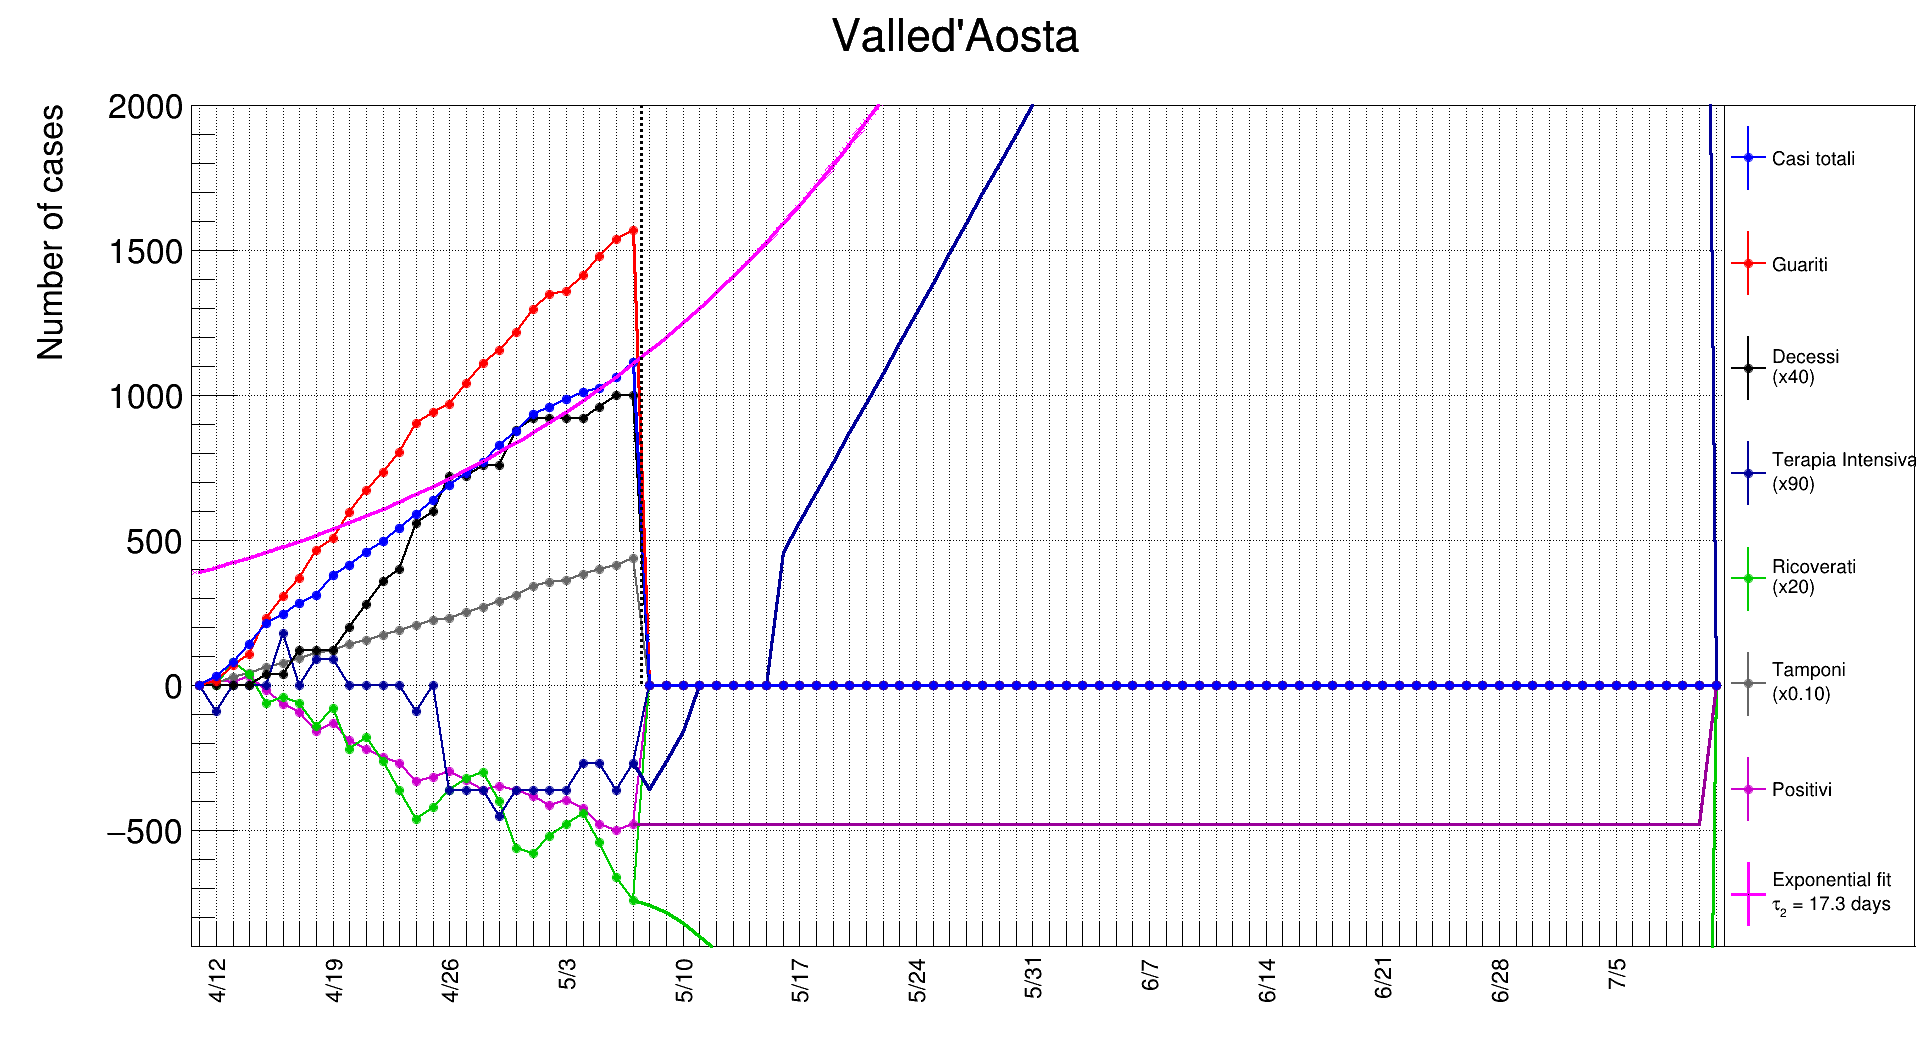 Valled'Aosta
Number of cases
2000
1500
1000
500
0
−500
4/12
4/19
4/26
5/3
5/10
5/17
5/24
5/31
6/7
6/14
6/21
6/28
7/5
Casi totali
Guariti
Decessi
(x40)
Terapia Intensiva
(x90)
Ricoverati
(x20)
Tamponi
(x0.10)
Positivi
Exponential fit
τ2 = 17.3 days